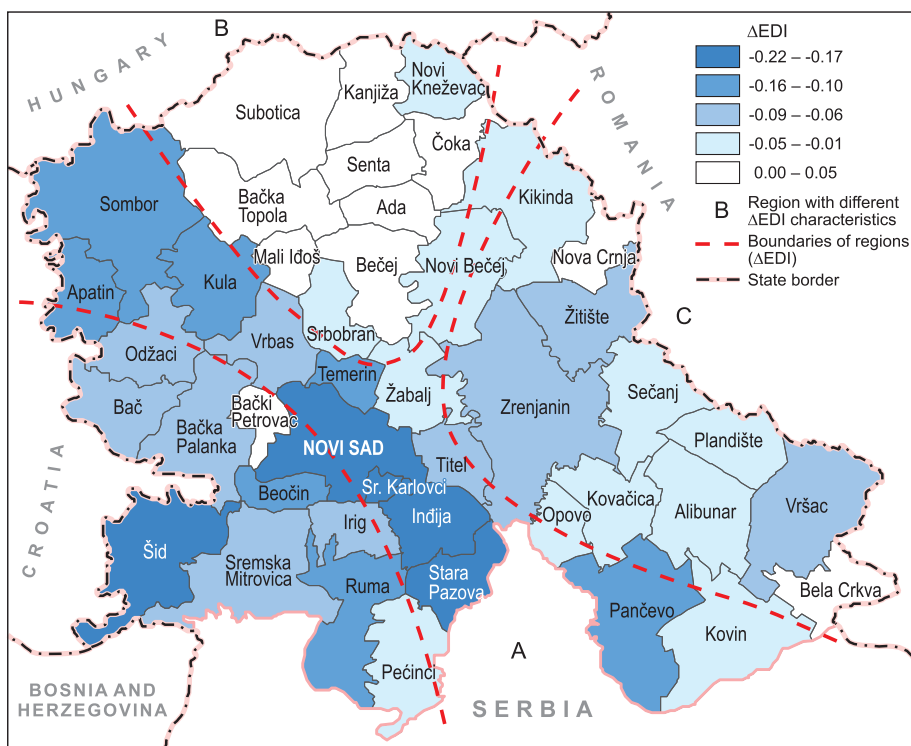 B
HUNGARY
ROMANIA
CROATIA
BOSNIA AND
HERZEGOVINA
SERBIA
A
C
Subotica
Kanjiža
Novi
Kneževac
Čoka
Senta
Ada
Bačka
Topola
Mali Iđoš
Bečej
Novi Bečej
Kikinda
Nova Crnja
Sombor
Apatin
Kula
Odžaci
Vrbas
Srbobran
Temerin
Žabalj
Žitište
Zrenjanin
Sečanj
Bač
Bačka
Palanka
Bački
Petrovac
NOVI SAD
Titel
Plandište
Beočin
Sr. Karlovci
Inđija
Irig
Opovo
Kovačica
Alibunar
Vršac
Šid
Sremska
Mitrovica
Ruma
Stara
Pazova
Pećinci
Pančevo
Kovin
Bela Crkva
ΔEDI
-0.22 – -0.17
-0.16 – -0.10
-0.09 – -0.06
-0.05 – -0.01
0.00 – 0.05
B Region with different
ΔEDI characteristics
Boundaries of regions
(ΔEDI)
State border